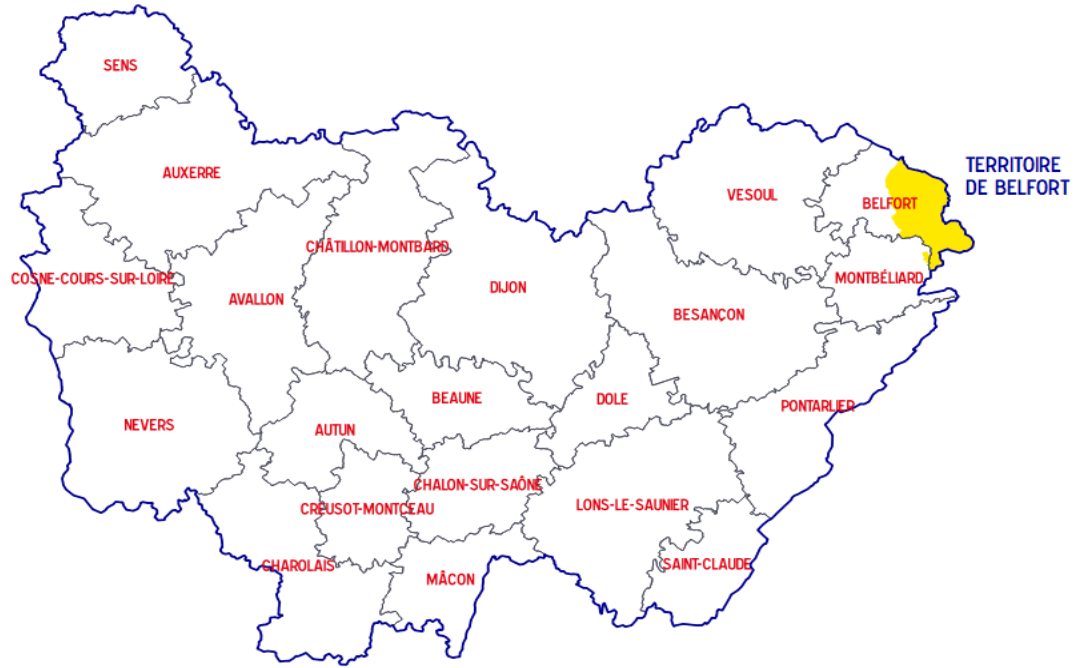 SENS
AUXERRE
TERRITOIRE
DE BELFORT
VESOUL
BELFORT
CHÂTILLON-MONTBARD
COSNE-COURS-SUR-LOIRE
AVALLON
DIJON
MONTBÉLIARD
BESANÇON
BEAUNE
DOLE
PONTARLIER
NEVERS
AUTUN
CHALON-SUR-SAÔNE
CREUSOT-MONTCEAU
LONS-LE-SAUNIER
CHAROLAIS
MÂCON
SAINT-CLAUDE